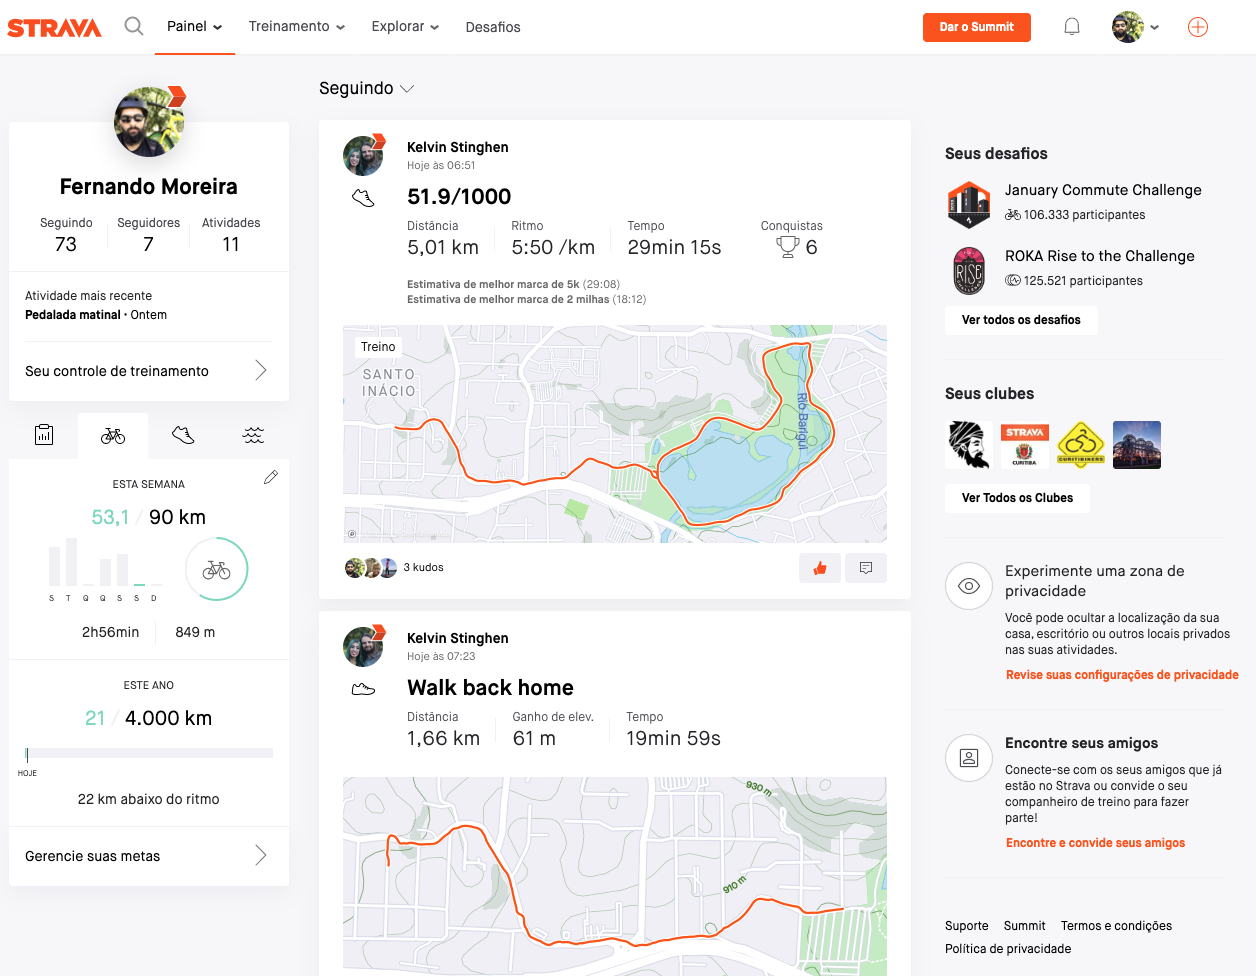 STRAVA
Painel
Treinamento
Explorar
Desafios
Dar o Summit
Fernando Moreira
Seguindo Seguidores Atividades
73 7 11
Atividade mais recente
Pedalada matinal • Ontem
Seu controle de treinamento
ESTA SEMANA
53,1 / 90 km
S T Q Q S S D
2h56min 849 m
ESTE ANO
21 / 4.000 km
HOJE
22 km abaixo do ritmo
Gerencie suas metas
Seguindo
Kelvin Stinghen
Hoje às 06:51
51.9/1000
Distância Ritmo Tempo Conquistas
5,01 km 5:50 /km 29min 15s 6
Estimativa de melhor marca de 5k (29:08)
Estimativa de melhor marca de 2 milhas (18:12)
Treino
SANTO
INÁCIO
Rio Barigui
3 kudos
Kelvin Stinghen
Hoje às 07:23
Walk back home
Distância Ganho de elev. Tempo
1,66 km 61 m 19min 59s
930 m
910 m
Seus desafios
January Commute Challenge
106.333 participantes
RISE
ROKA Rise to the Challenge
125.521 participantes
Ver todos os desafios
Seus clubes
STRAVA
CURITIBA
CURITIBIKERS
Ver Todos os Clubes
Experimente uma zona de
privacidade
Você pode ocultar a localização da sua
casa, escritório ou outros locais privados
nas suas atividades.
Revise suas configurações de privacidade
Encontre seus amigos
Conecte-se com os seus amigos que já
estão no Strava ou convide o seu
companheiro de treino para fazer
parte!
Encontre e convide seus amigos
Suporte Summit Termos e condições
Política de privacidade